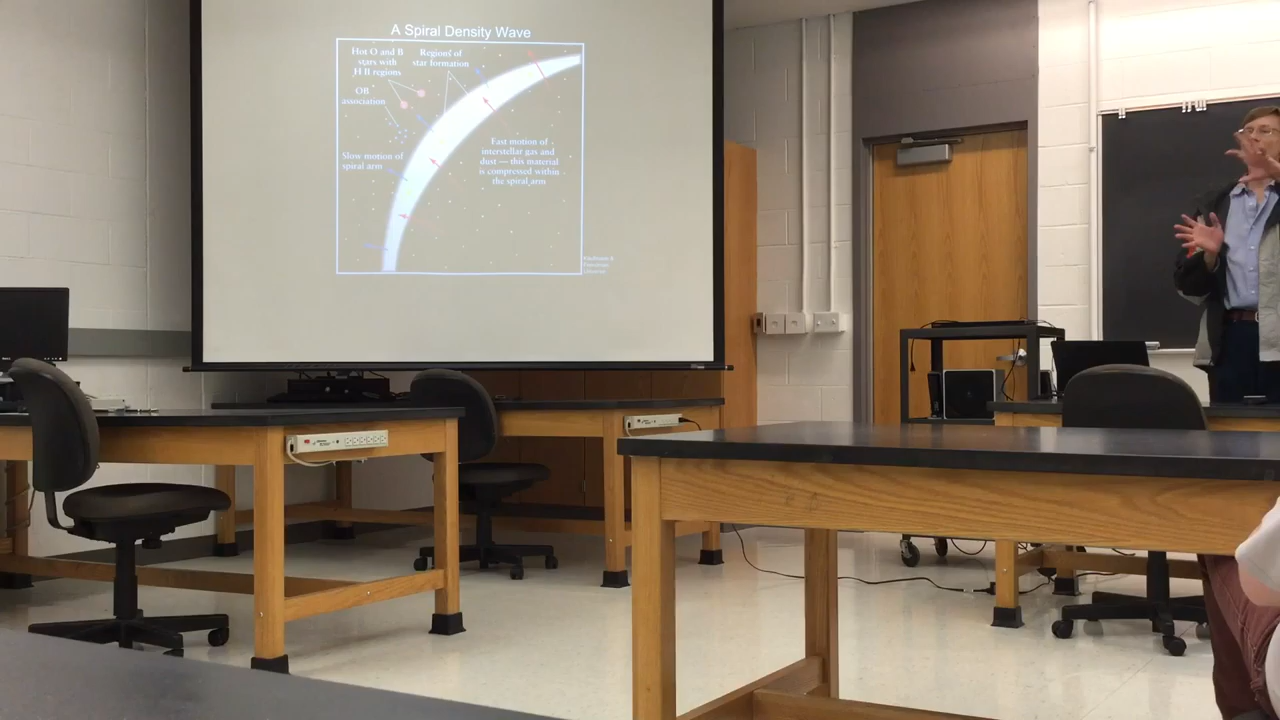 A Spiral Density Wave
Hot O and B
stars with
H II regions
Regions of
star formation
OB
association
Slow motion of
spiral arm
Fast motion of
interstellar gas and
dust — this material
is compressed within
the spiral arm